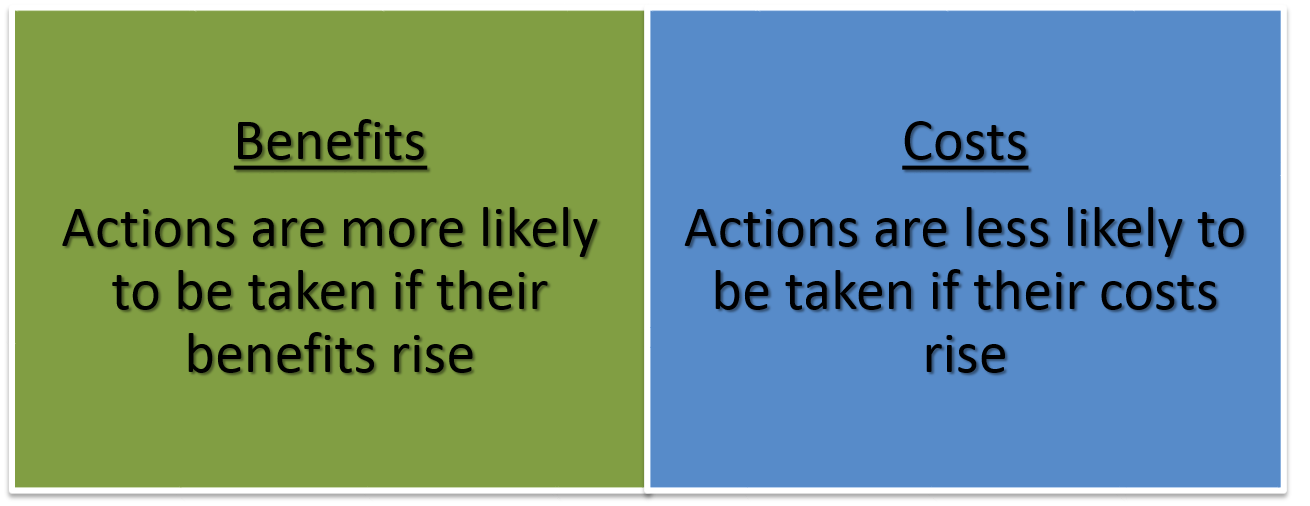 Benefits
Actions are more likely
to be taken if their
benefits rise
Costs
Actions are less likely to
be taken if their costs
rise